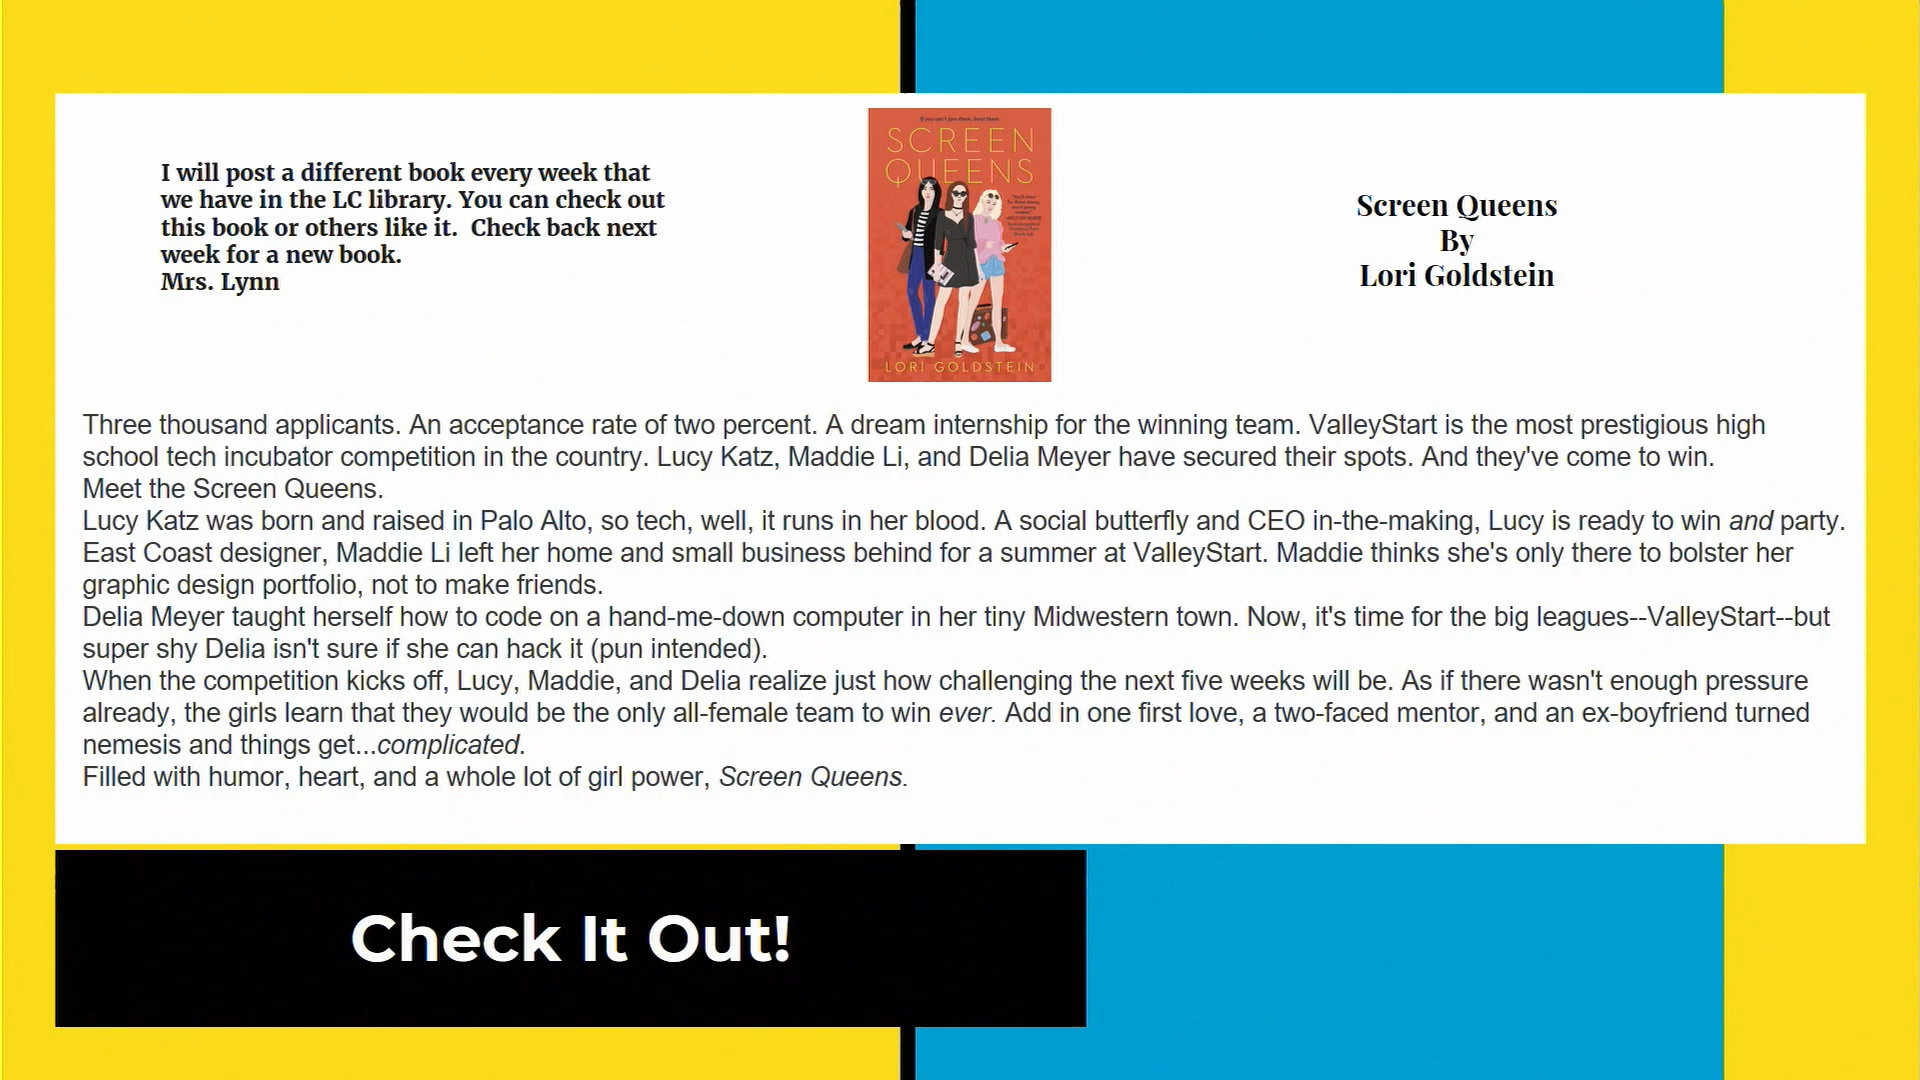 I will post a different book every week that
we have in the LC library. You can check out
this book or others like it.  Check back next
week for a new book.
Mrs. Lynn
If you can't join them, beat them.
SCREEN
QUEENS
LORI GOLDSTEIN
Screen Queens
By
Lori Goldstein
Three thousand applicants. An acceptance rate of two percent. A dream internship for the winning team. ValleyStart is the most prestigious high
school tech incubator competition in the country. Lucy Katz, Maddie Li, and Delia Meyer have secured their spots. And they've come to win.
Meet the Screen Queens.
Lucy Katz was born and raised in Palo Alto, so tech, well, it runs in her blood. A social butterfly and CEO in-the-making, Lucy is ready to win and party.
East Coast designer, Maddie Li left her home and small business behind for a summer at ValleyStart. Maddie thinks she's only there to bolster her
graphic design portfolio, not to make friends.
Delia Meyer taught herself how to code on a hand-me-down computer in her tiny Midwestern town. Now, it's time for the big leagues--ValleyStart--but
super shy Delia isn't sure if she can hack it (pun intended).
When the competition kicks off, Lucy, Maddie, and Delia realize just how challenging the next five weeks will be. As if there wasn't enough pressure
already, the girls learn that they would be the only all-female team to win ever. Add in one first love, a two-faced mentor, and an ex-boyfriend turned
nemesis and things get...complicated.
Filled with humor, heart, and a whole lot of girl power, Screen Queens.
Check It Out!